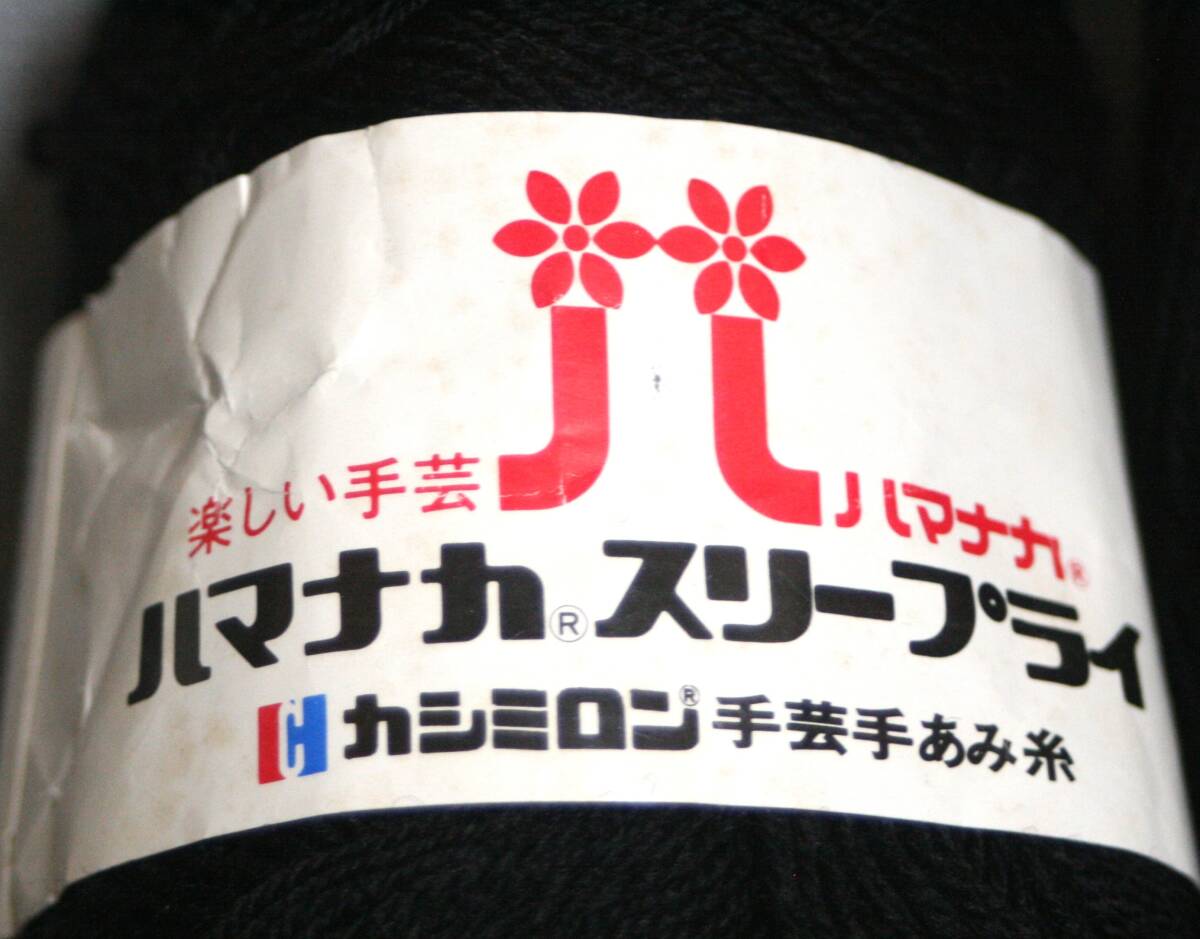 楽しい手芸 ハ ハマナカ®
ハマナカ®スリープライ
C カシミロン®手芸手あみ糸